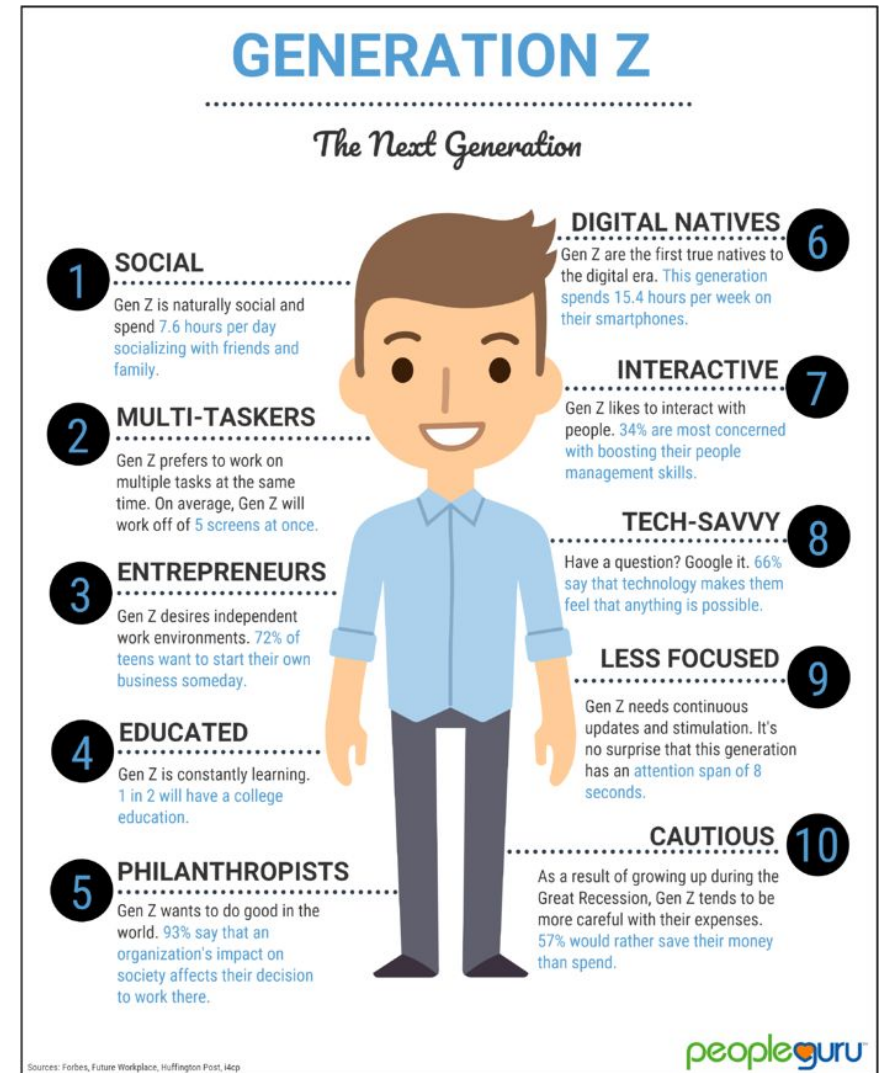 GENERATION Z
The Next Generation
1
SOCIAL
Gen Z is naturally social and
spend 7.6 hours per day
socializing with friends and
family.
2
MULTI-TASKERS
Gen Z prefers to work on
multiple tasks at the same
time. On average, Gen Z will
work off of 5 screens at once.
3
ENTREPRENEURS
Gen Z desires independent
work environments. 72% of
teens want to start their own
business someday.
4
EDUCATED
Gen Z is constantly learning.
1 in 2 will have a college
education.
5
PHILANTHROPISTS
Gen Z wants to do good in the
world. 93% say that an
organization's impact on
society affects their decision
to work there.
DIGITAL NATIVES
6
Gen Z are the first true natives to
the digital era. This generation
spends 15.4 hours per week on
their smartphones.
INTERACTIVE
7
Gen Z likes to interact with
people. 34% are most concerned
with boosting their people
management skills.
TECH-SAVVY
8
Have a question? Google it. 66%
say that technology makes them
feel that anything is possible.
LESS FOCUSED
9
Gen Z needs continuous
updates and stimulation. It's
no surprise that this generation
has an attention span of 8
seconds.
CAUTIOUS
10
As a result of growing up during the
Great Recession, Gen Z tends to be
more careful with their expenses.
57% would rather save their money
than spend.
Sources: Forbes, Future Workplace, Huffington Post, i4cp
peopleguru